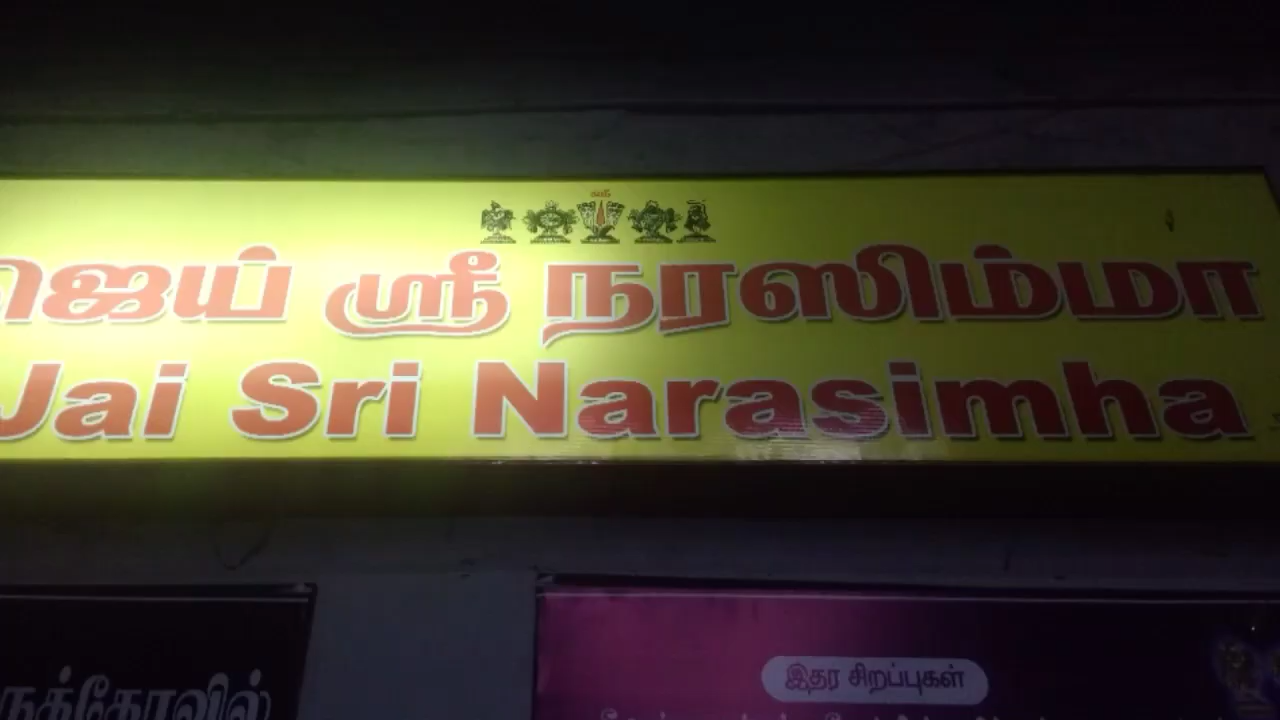 ஜெய் ஸ்ரீ நரஸிம்மா
Jai Sri Narasimha
இதர சிறப்புகள்